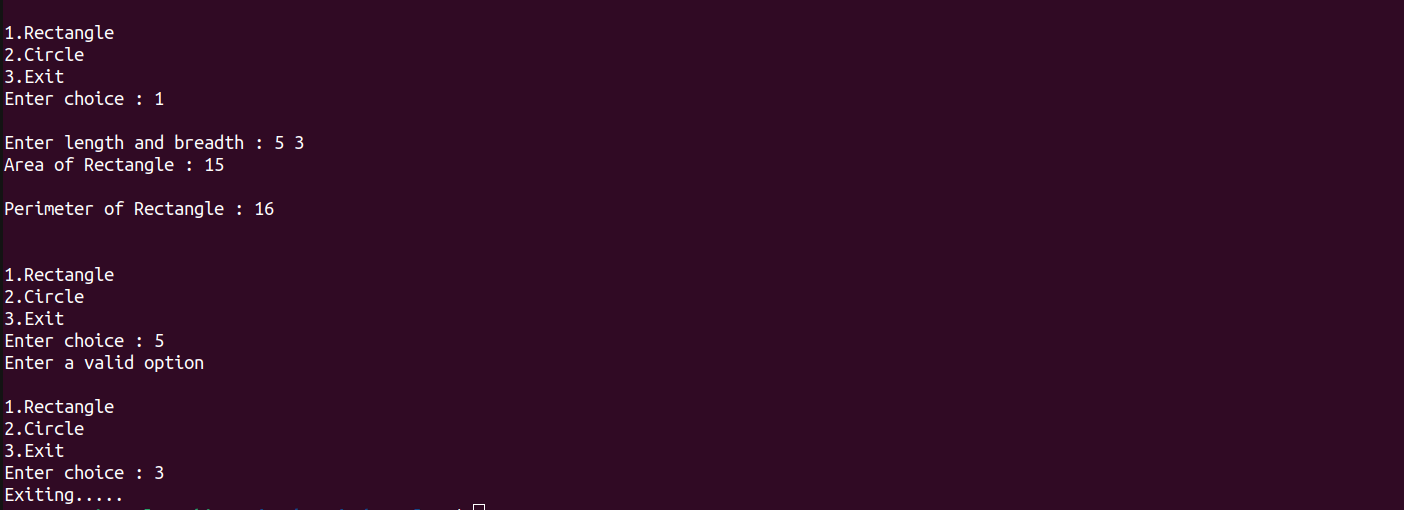 1.Rectangle
2.Circle
3.Exit
Enter choice : 1
Enter length and breadth : 5 3
Area of Rectangle : 15
Perimeter of Rectangle : 16
1.Rectangle
2.Circle
3.Exit
Enter choice : 5
Enter a valid option
1.Rectangle
2.Circle
3.Exit
Enter choice : 3
Exiting.....